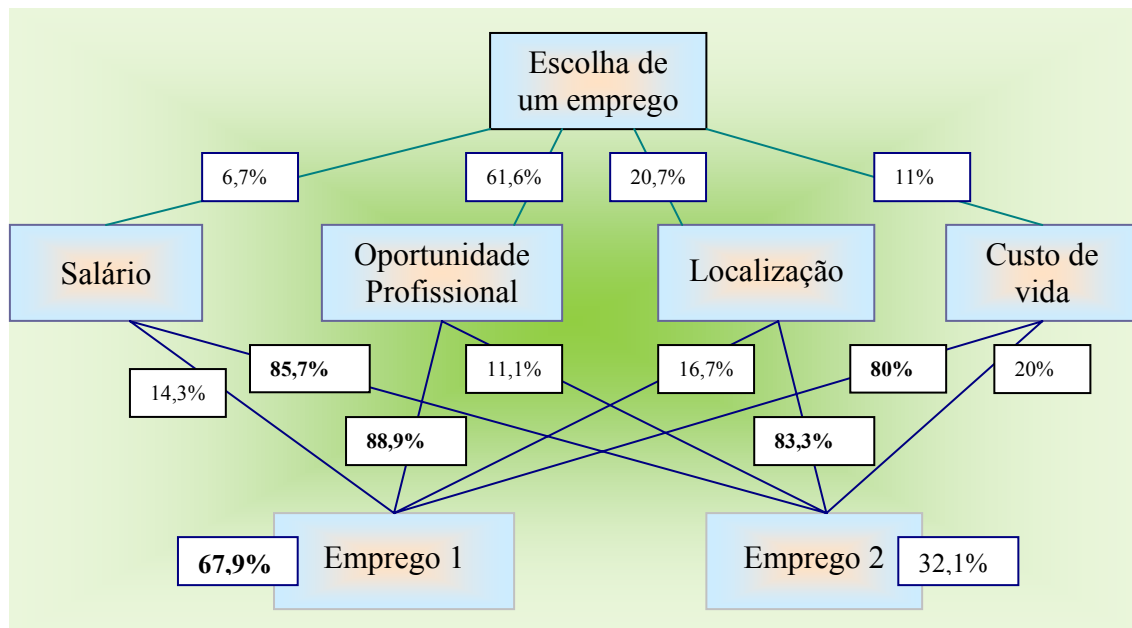 Escolha de
um emprego
6,7%
61,6%
20,7%
11%
Salário
Oportunidade
Profissional
Localização
Custo de
vida
14,3%
85,7%
11,1%
16,7%
80%
20%
88,9%
83,3%
67,9%
Emprego 1
Emprego 2
32,1%